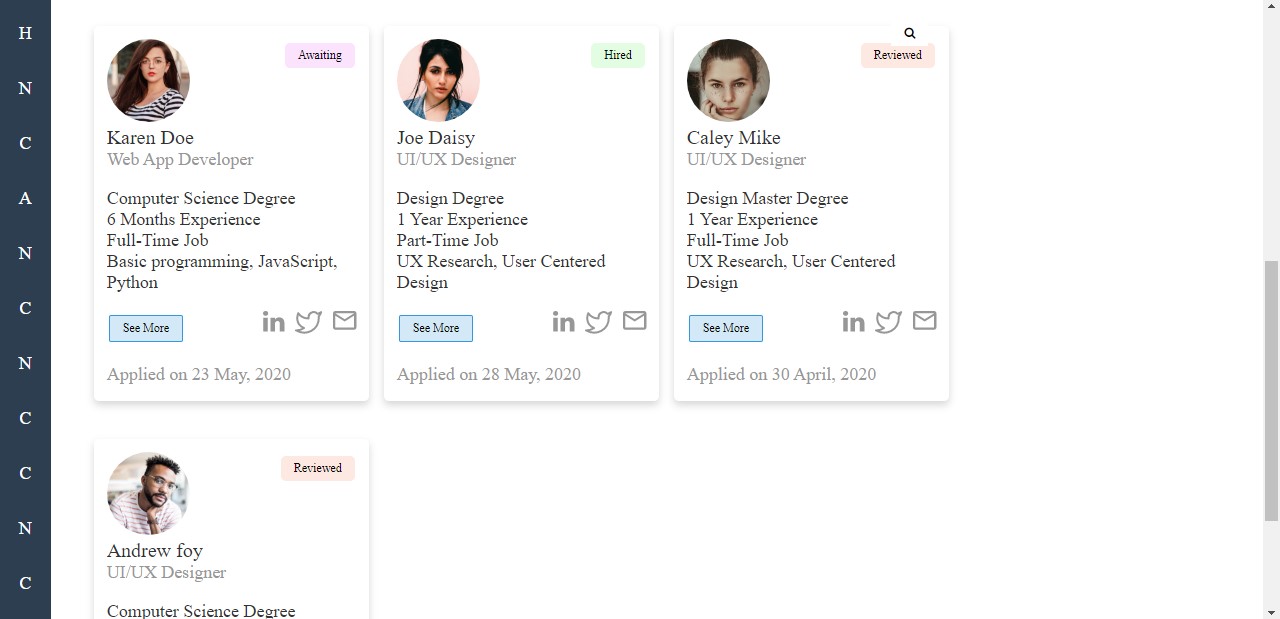 H
N
C
A
N
C
N
C
C
N
C
Awaiting
Karen Doe
Web App Developer
Computer Science Degree
6 Months Experience
Full-Time Job
Basic programming, JavaScript,
Python
See More
in
Applied on 23 May, 2020
Hired
Joe Daisy
UI/UX Designer
Design Degree
1 Year Experience
Part-Time Job
UX Research, User Centered
Design
See More
in
Applied on 28 May, 2020
Reviewed
Caley Mike
UI/UX Designer
Design Master Degree
1 Year Experience
Full-Time Job
UX Research, User Centered
Design
See More
in
Applied on 30 April, 2020
Reviewed
Andrew foy
UI/UX Designer
Computer Science Degree